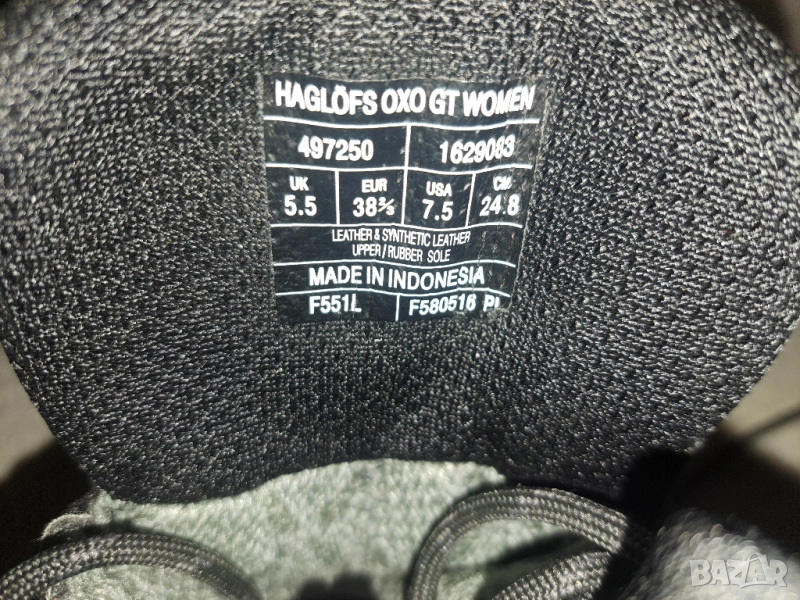 HAGLÖFS OXO GT WOMEN
497250 1629083
UK EUR USA CM
5.5 38⅔ 7.5 24.8
LEATHER & SYNTHETIC LEATHER
UPPER / RUBBER SOLE
MADE IN INDONESIA
F551L F580516
BAZAR